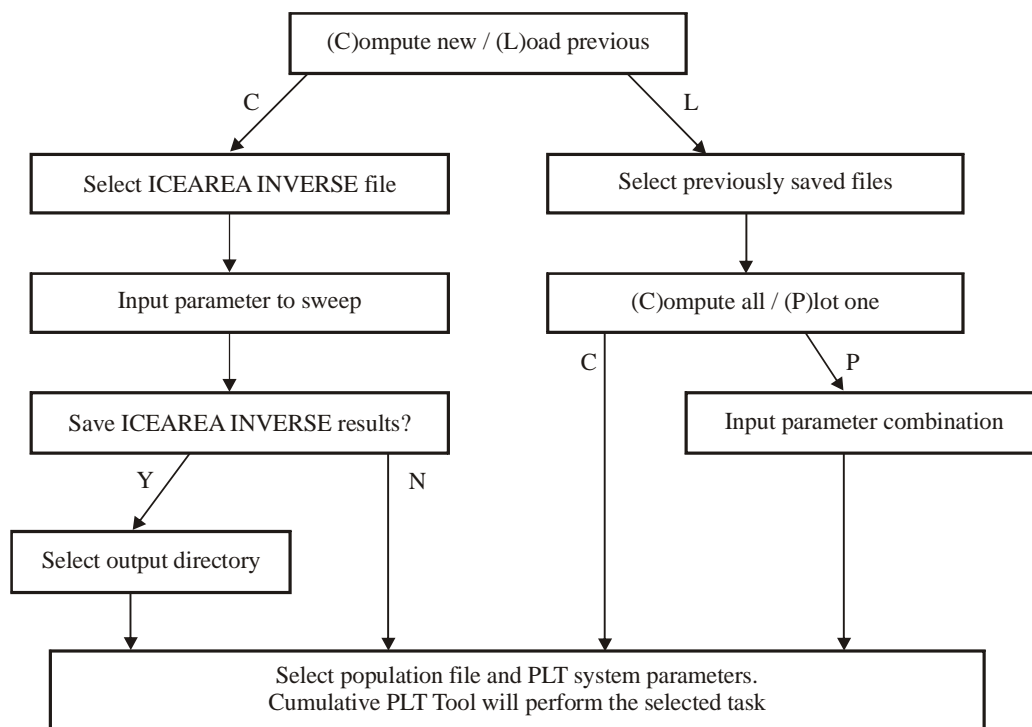 (C)ompute new / (L)oad previous
C
L
Select ICEAREA INVERSE file
Select previously saved files
Input parameter to sweep
(C)ompute all / (P)lot one
C
P
Save ICEAREA INVERSE results?
Input parameter combination
Y
N
Select output directory
Select population file and PLT system parameters.
Cumulative PLT Tool will perform the selected task